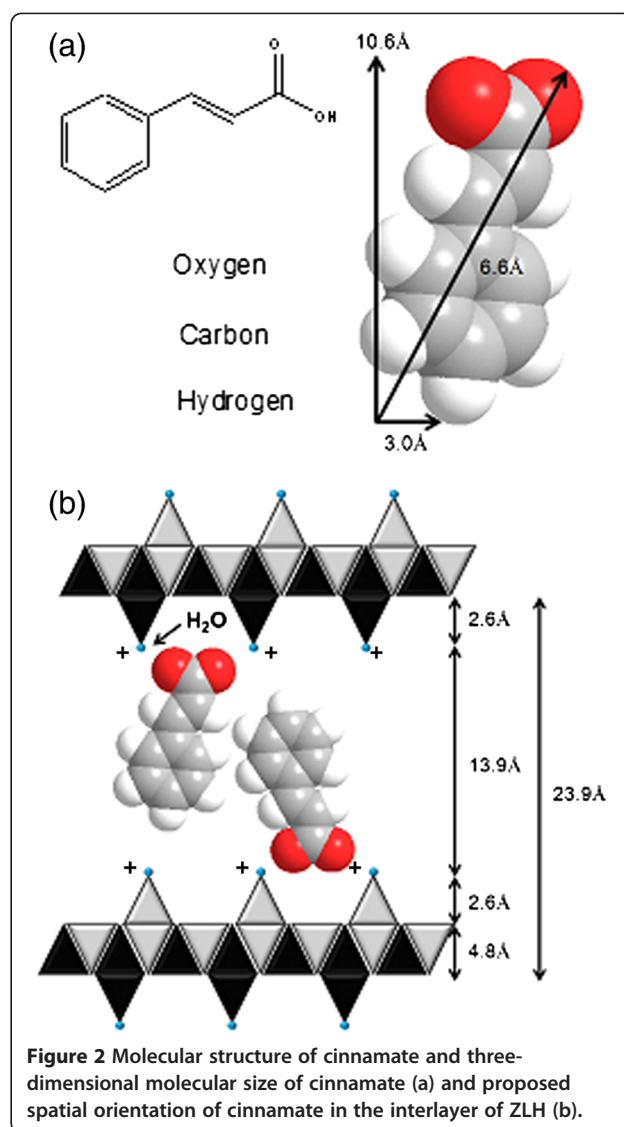 (a)
10.6Å
O
OH
Oxygen
6.6Å
Carbon
Hydrogen
3.0Å
(b)
H₂O
2.6Å
+ + +
13.9Å
23.9Å
+ + +
2.6Å
4.8Å
Figure 2 Molecular structure of cinnamate and three-
dimensional molecular size of cinnamate (a) and proposed
spatial orientation of cinnamate in the interlayer of ZLH (b).